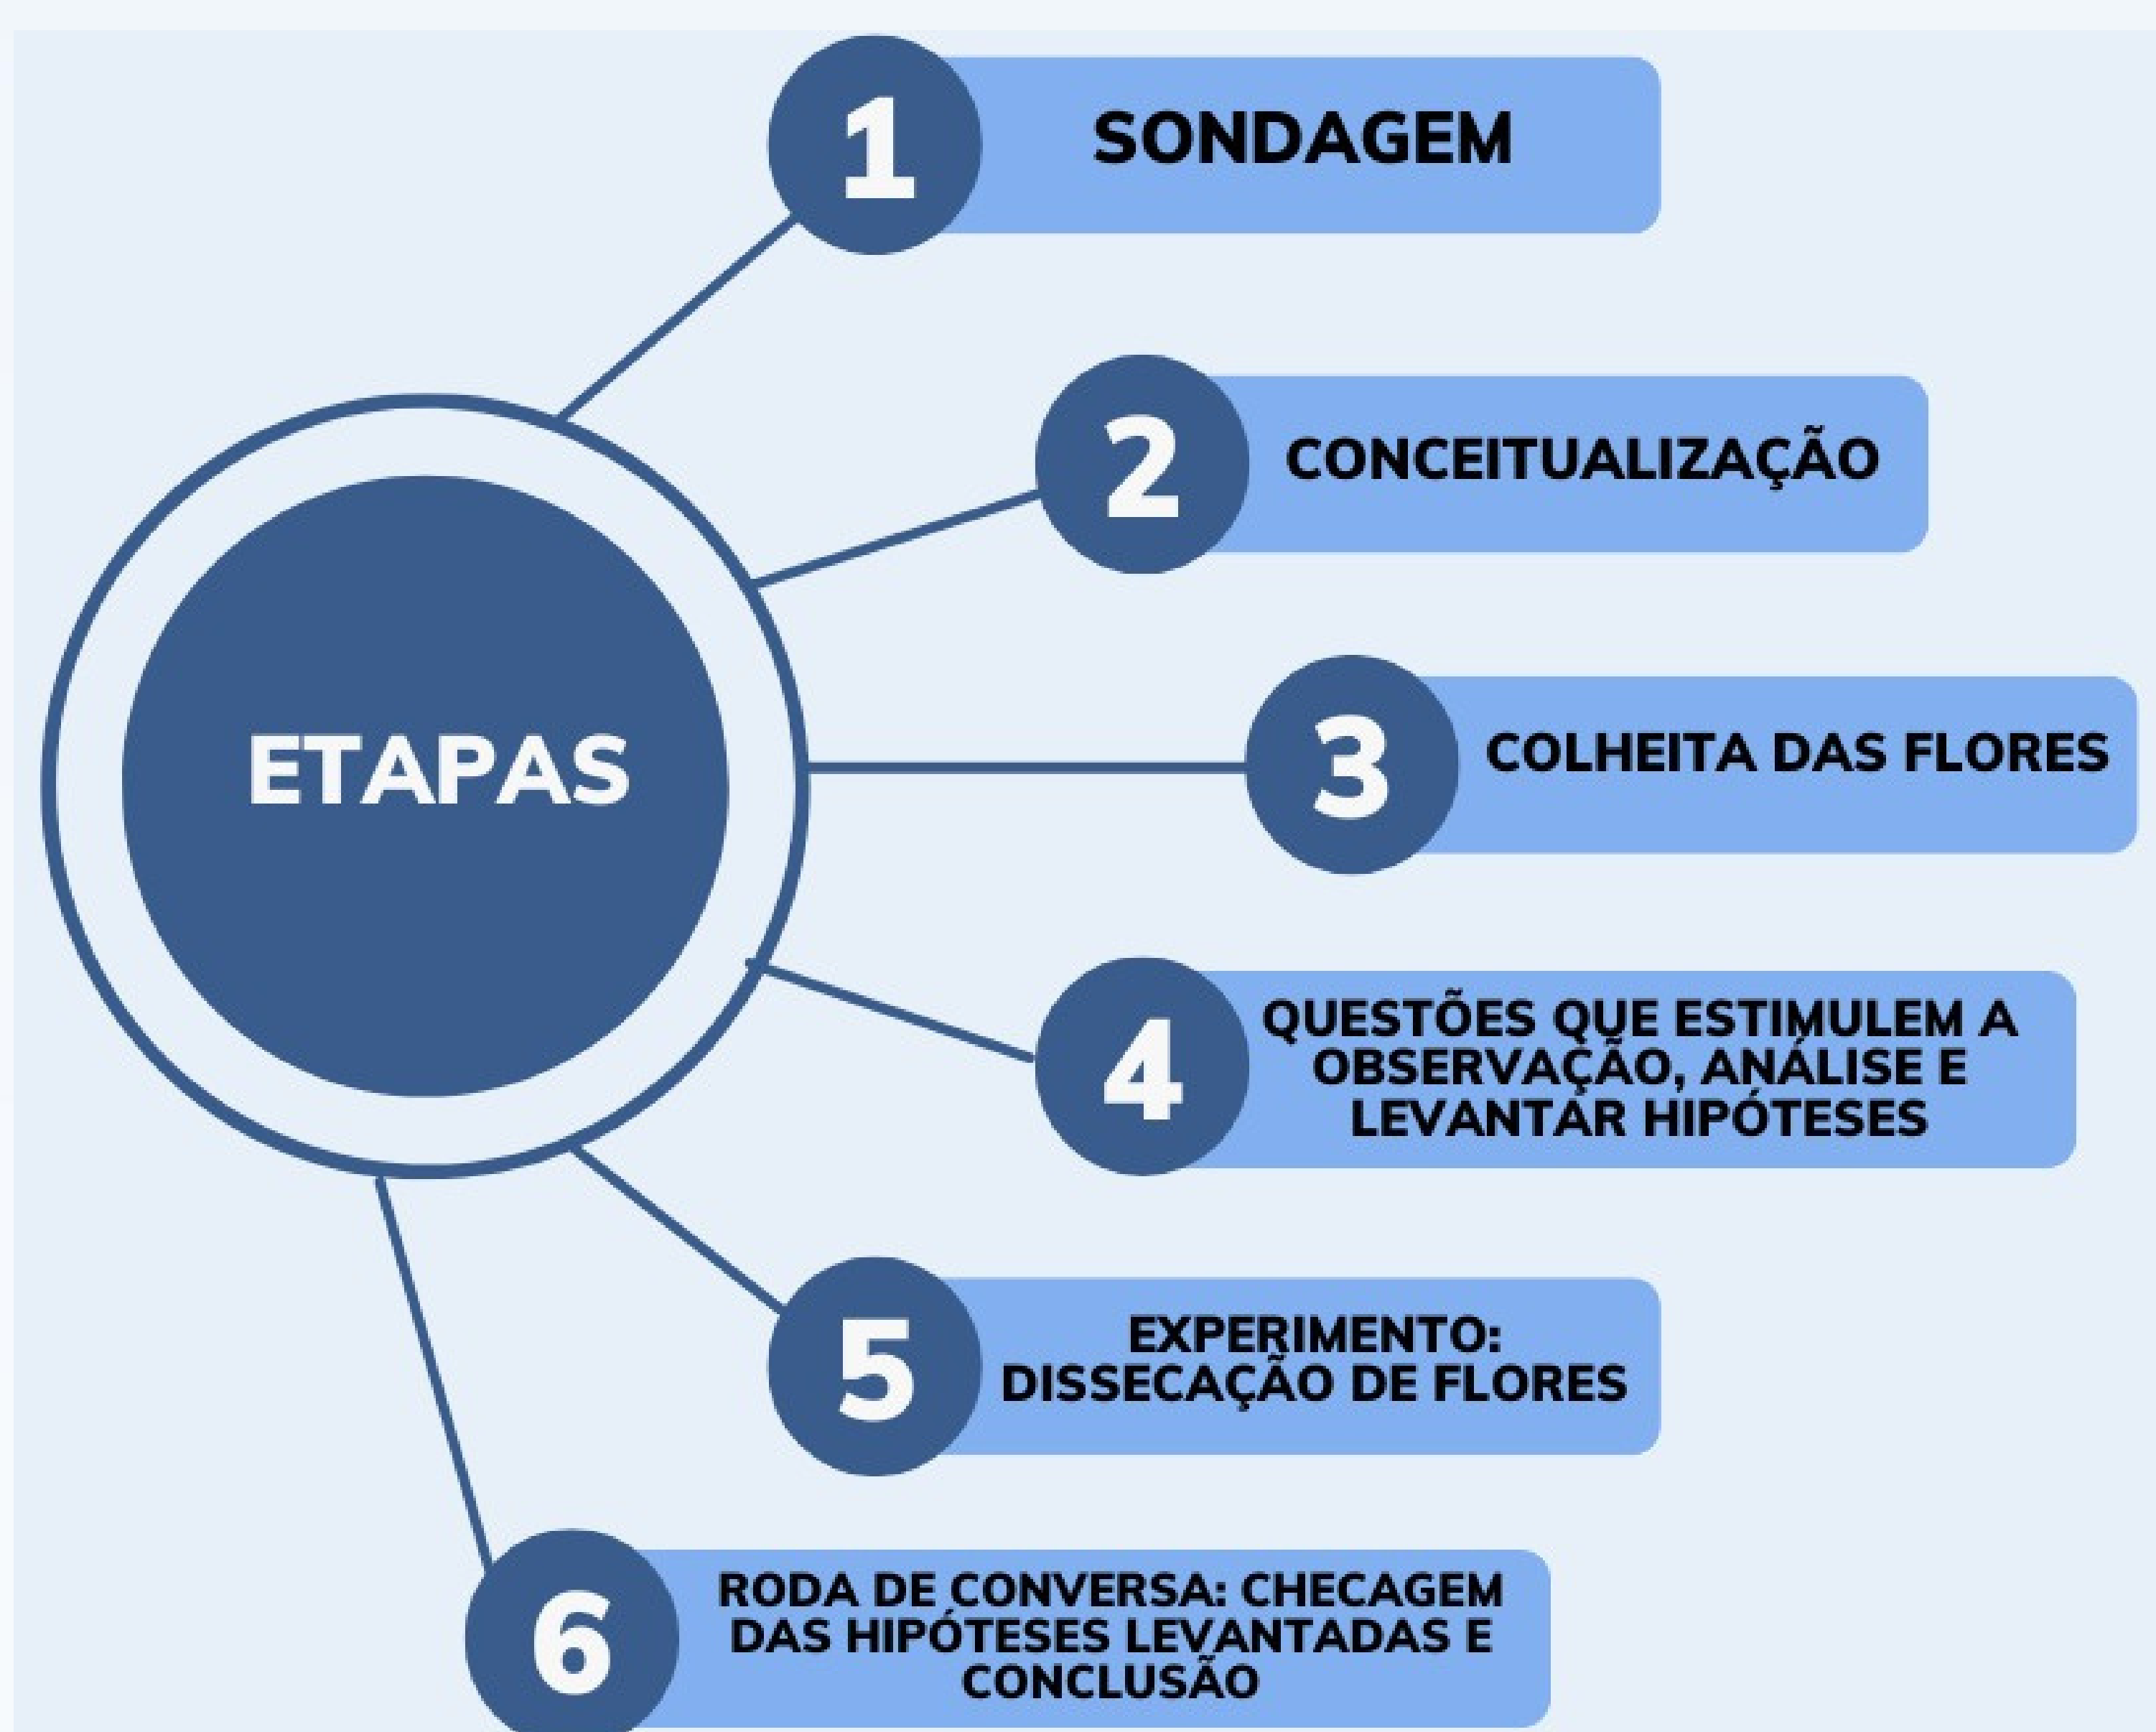 ETAPAS
1
SONDAGEM
2
CONCEITUALIZAÇÃO
3
COLHEITA DAS FLORES
4
QUESTÕES QUE ESTIMULEM A
OBSERVAÇÃO, ANÁLISE E
LEVANTAR HIPÓTESES
5
EXPERIMENTO:
DISSECAÇÃO DE FLORES
6
RODA DE CONVERSA: CHECAGEM
DAS HIPÓTESES LEVANTADAS E
CONCLUSÃO